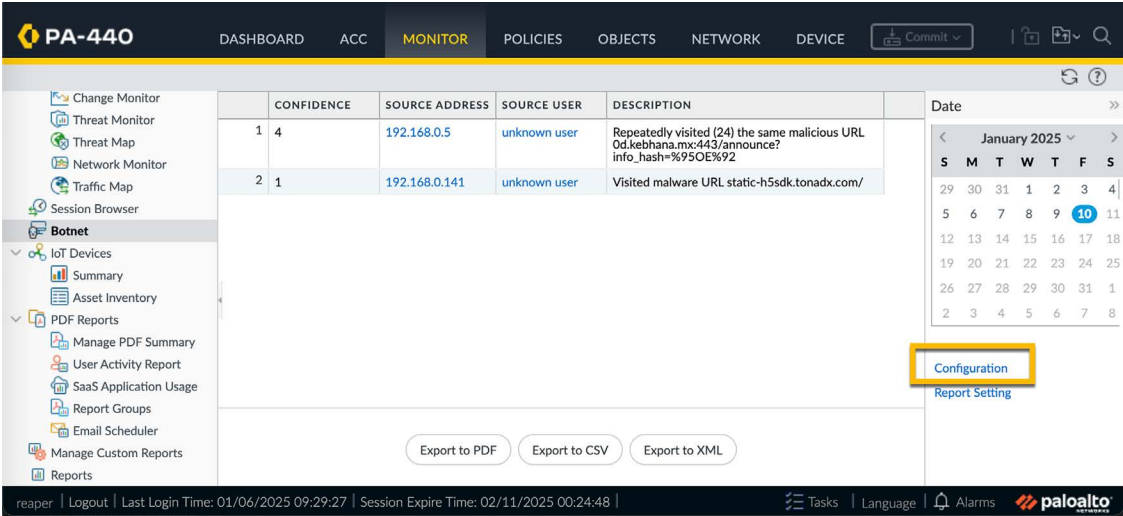 PA-440
DASHBOARD ACC MONITOR POLICIES OBJECTS NETWORK DEVICE Commit
Change Monitor
Threat Monitor
Threat Map
Network Monitor
Traffic Map
Session Browser
Botnet
IoT Devices
Summary
Asset Inventory
PDF Reports
Manage PDF Summary
User Activity Report
SaaS Application Usage
Report Groups
Email Scheduler
Manage Custom Reports
Reports
CONFIDENCE SOURCE ADDRESS SOURCE USER DESCRIPTION
1 4 192.168.0.5 unknown user Repeatedly visited (24) the same malicious URL
0d.kebhana.mx:443/announce?
info_hash=%95OE%92
2 1 192.168.0.141 unknown user Visited malware URL static-h5sdk.tonadx.com/
Export to PDF Export to CSV Export to XML
Date
January 2025
S M T W T F S
29 30 31 1 2 3 4
5 6 7 8 9 10 11
12 13 14 15 16 17 18
19 20 21 22 23 24 25
26 27 28 29 30 31 1
2 3 4 5 6 7 8
Configuration
Report Setting
reaper | Logout | Last Login Time: 01/06/2025 09:29:27 | Session Expire Time: 02/11/2025 00:24:48 | Tasks | Language | Alarms paloalto
NETWORKS